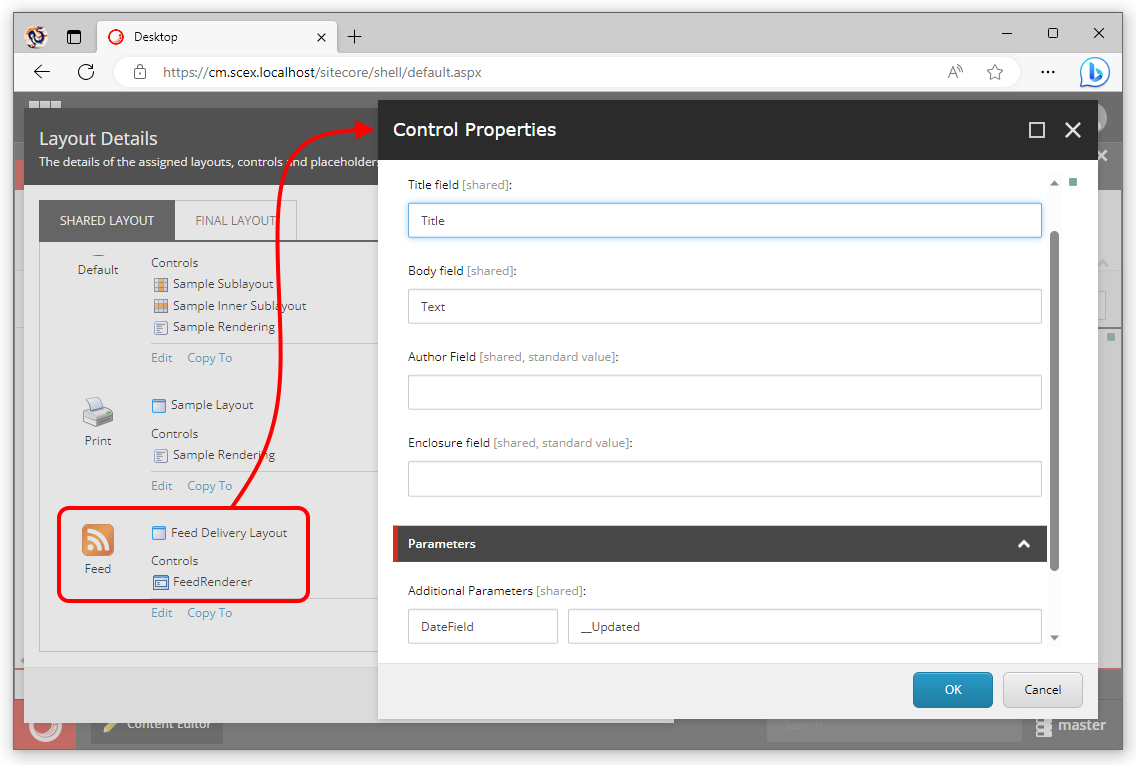 Desktop
https://cm.scex.localhost/sitecore/shell/default.aspx
Layout Details
The details of the assigned layouts, controls and placeholders
SHARED LAYOUT
FINAL LAYOUT
Default
Controls
Sample Sublayout
Sample Inner Sublayout
Sample Rendering
Edit Copy To
Print
Sample Layout
Controls
Sample Rendering
Edit Copy To
Feed
Feed Delivery Layout
Controls
FeedRenderer
Edit Copy To
Control Properties
Title field [shared]:
Title
Body field [shared]:
Text
Author Field [shared, standard value]:
Enclosure field [shared, standard value]:
Parameters
Additional Parameters [shared]:
DateField
__Updated
OK
Cancel
Content Editor
Search
master